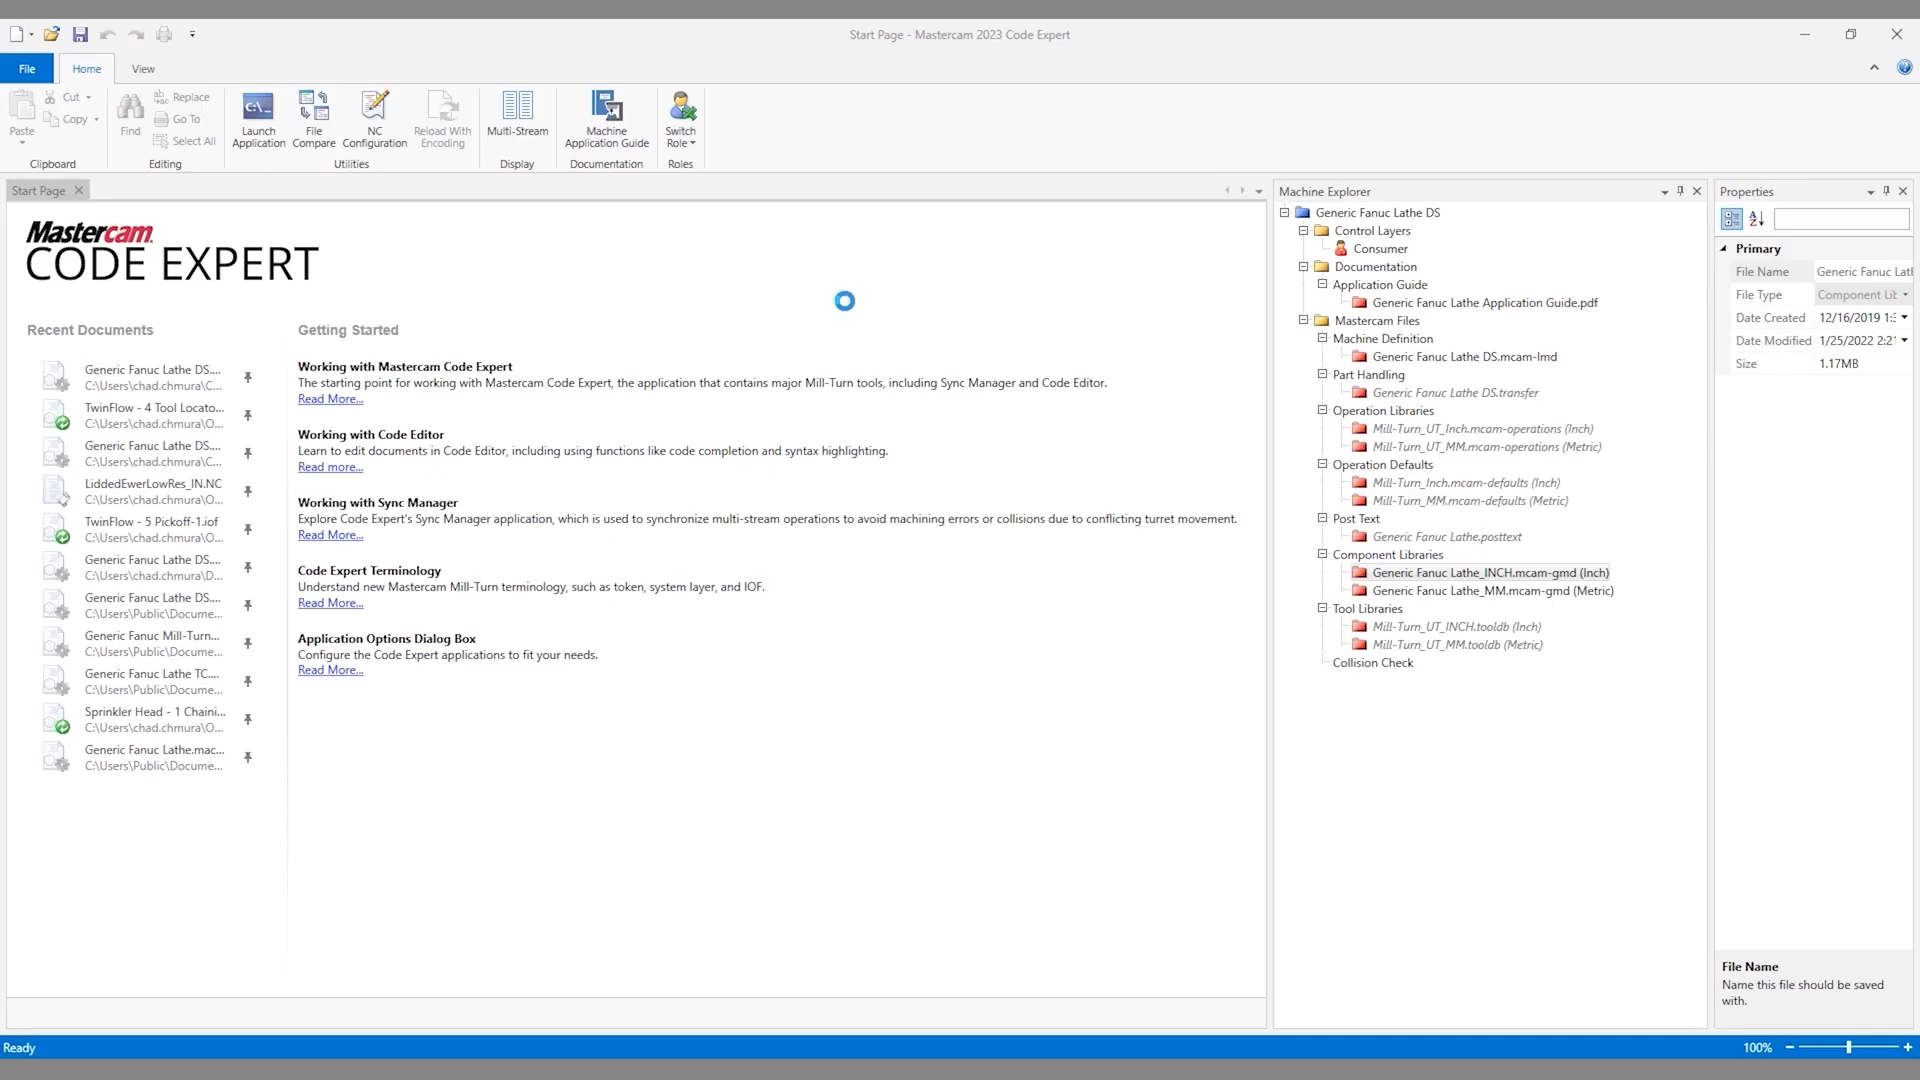 Start Page - Mastercam 2023 Code Expert
File
Home
View
Paste
Cut
Copy
Clipboard
Find
Replace
Go To
Select All
Editing
C:\_
Launch Application
File Compare
NC Configuration
Reload With Encoding
Utilities
Multi-Stream
Display
Machine Application Guide
Documentation
Switch Role
Roles
Start Page
Mastercam.
CODE EXPERT
Recent Documents
Generic Fanuc Lathe DS....
C:\Users\chad.chmura\C...
TwinFlow - 4 Tool Locato...
C:\Users\chad.chmura\O...
Generic Fanuc Lathe DS....
C:\Users\chad.chmura\C...
LiddedEwerLowRes_IN.NC
C:\Users\chad.chmura\O...
TwinFlow - 5 Pickoff-1.iof
C:\Users\chad.chmura\O...
Generic Fanuc Lathe DS....
C:\Users\chad.chmura\D...
Generic Fanuc Lathe DS....
C:\Users\Public\Docume...
Generic Fanuc Mill-Turn...
C:\Users\Public\Docume...
Generic Fanuc Lathe TC....
C:\Users\Public\Docume...
Sprinkler Head - 1 Chaini...
C:\Users\chad.chmura\O...
Generic Fanuc Lathe.mac...
C:\Users\Public\Docume...
Getting Started
Working with Mastercam Code Expert
The starting point for working with Mastercam Code Expert, the application that contains major Mill-Turn tools, including Sync Manager and Code Editor.
Read More...
Working with Code Editor
Learn to edit documents in Code Editor, including using functions like code completion and syntax highlighting.
Read more...
Working with Sync Manager
Explore Code Expert's Sync Manager application, which is used to synchronize multi-stream operations to avoid machining errors or collisions due to conflicting turret movement.
Read More...
Code Expert Terminology
Understand new Mastercam Mill-Turn terminology, such as token, system layer, and IOF.
Read More...
Application Options Dialog Box
Configure the Code Expert applications to fit your needs.
Read More...
Machine Explorer
Generic Fanuc Lathe DS
Control Layers
Consumer
Documentation
Application Guide
Generic Fanuc Lathe Application Guide.pdf
Mastercam Files
Machine Definition
Generic Fanuc Lathe DS.mcam-lmd
Part Handling
Generic Fanuc Lathe DS.transfer
Operation Libraries
Mill-Turn_UT_Inch.mcam-operations (Inch)
Mill-Turn_UT_MM.mcam-operations (Metric)
Operation Defaults
Mill-Turn_Inch.mcam-defaults (Inch)
Mill-Turn_MM.mcam-defaults (Metric)
Post Text
Generic Fanuc Lathe.posttext
Component Libraries
Generic Fanuc Lathe_INCH.mcam-gmd (Inch)
Generic Fanuc Lathe_MM.mcam-gmd (Metric)
Tool Libraries
Mill-Turn_UT_INCH.tooldb (Inch)
Mill-Turn_UT_MM.tooldb (Metric)
Collision Check
Properties
Primary
File Name Generic Fanuc Lath
File Type Component Lit
Date Created 12/16/2019 1:3
Date Modified 1/25/2022 2:21
Size 1.17MB
File Name
Name this file should be saved
with.
Ready
100%